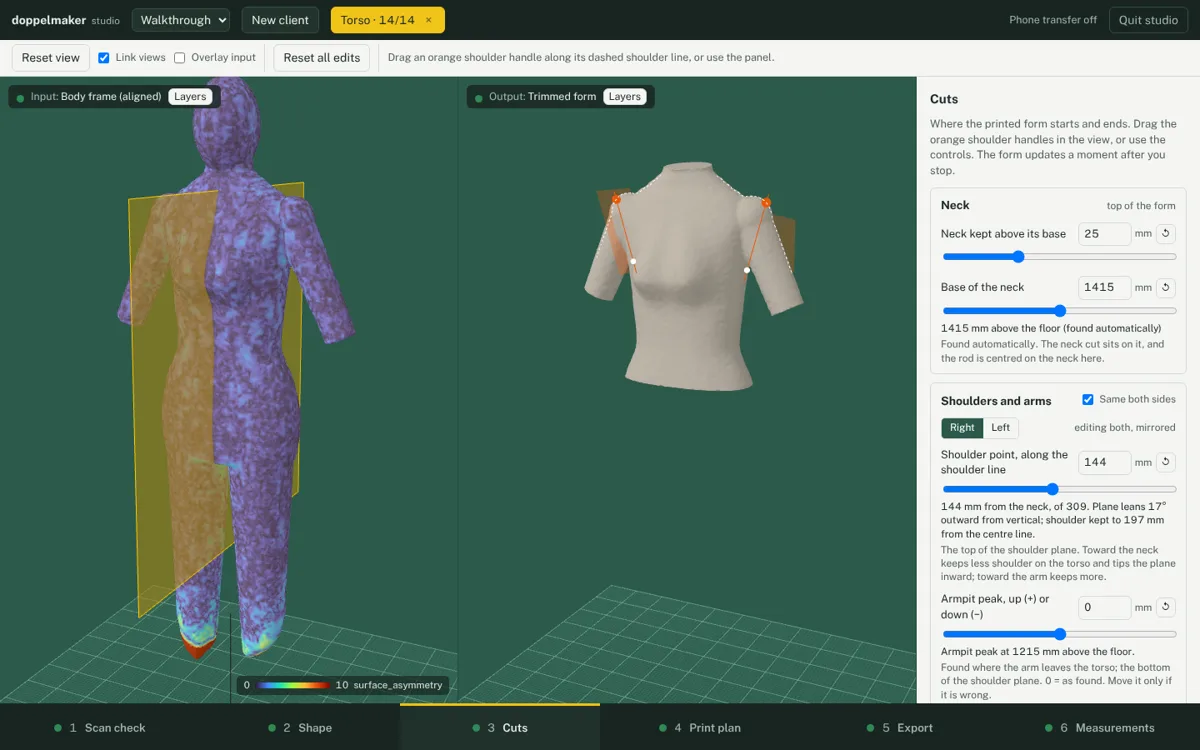 doppelmaker studio Walkthrough New client Torso · 14/14 × Phone transfer off Quit studio
Reset view Link views Overlay input Reset all edits Drag an orange shoulder handle along its dashed shoulder line, or use the panel.
Input: Body frame (aligned) Layers
Output: Trimmed form Layers
0 10 surface_asymmetry
Cuts
Where the printed form starts and ends. Drag the
orange shoulder handles in the view, or use the
controls. The form updates a moment after you
stop.
Neck top of the form
Neck kept above its base 25 mm
Base of the neck 1415 mm
1415 mm above the floor (found automatically)
Found automatically. The neck cut sits on it, and
the rod is centred on the neck here.
Shoulders and arms Same both sides
Right Left editing both, mirrored
Shoulder point, along the
shoulder line 144 mm
144 mm from the neck, of 309. Plane leans 17°
outward from vertical; shoulder kept to 197 mm
from the centre line.
The top of the shoulder plane. Toward the neck
keeps less shoulder on the torso and tips the plane
inward; toward the arm keeps more.
Armpit peak, up (+) or
down (−) 0 mm
Armpit peak at 1215 mm above the floor.
Found where the arm leaves the torso; the bottom
of the shoulder plane. 0 = as found. Move it only if
it is wrong.
1 Scan check 2 Shape 3 Cuts 4 Print plan 5 Export 6 Measurements